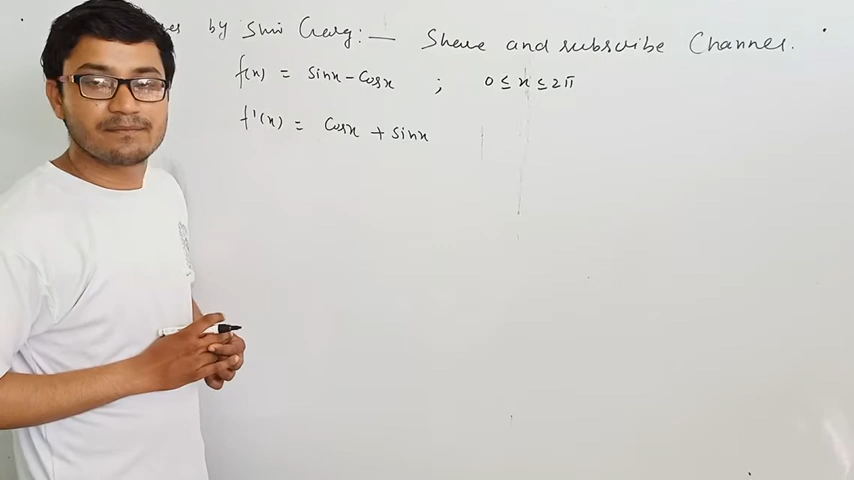 by Shiv Garg:— Share and subscribe Channel.
f(x) = sinx - cosx ; 0 ≤ x ≤ 2π
f'(x) = cosx + sinx